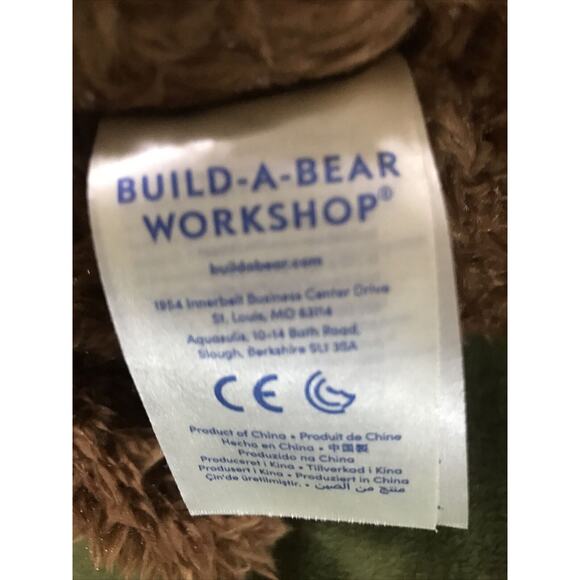 BUILD-A-BEAR
WORKSHOP®
buildabear.com
1954 Innerbelt Business Center Drive
St. Louis, MO 63114
Aquasulis, 10-14 Bath Road,
Slough, Berkshire SL1 3SA
CE
Product of China • Produit de Chine
Hecho en China • 中国製
Produzido na China
Produceret i Kina • Tillverkad i Kina
Produsert i Kina • Produziert in China
Çin'de üretilmiştir. • منتج من الصين